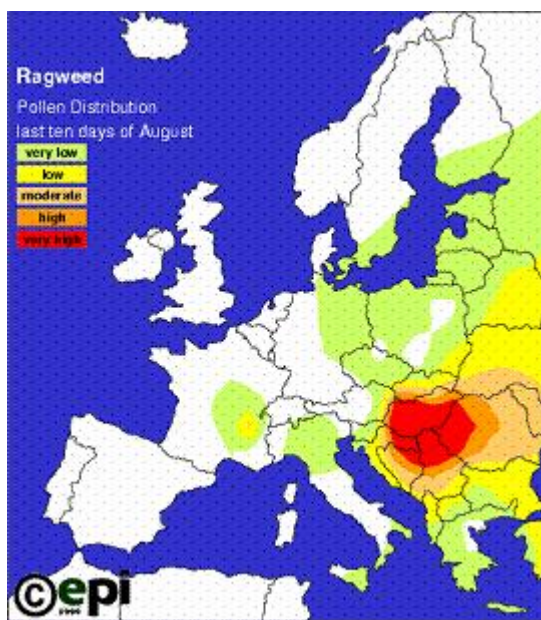 Ragweed
Pollen Distribution
last ten days of August
very low
low
moderate
high
very high
© epi